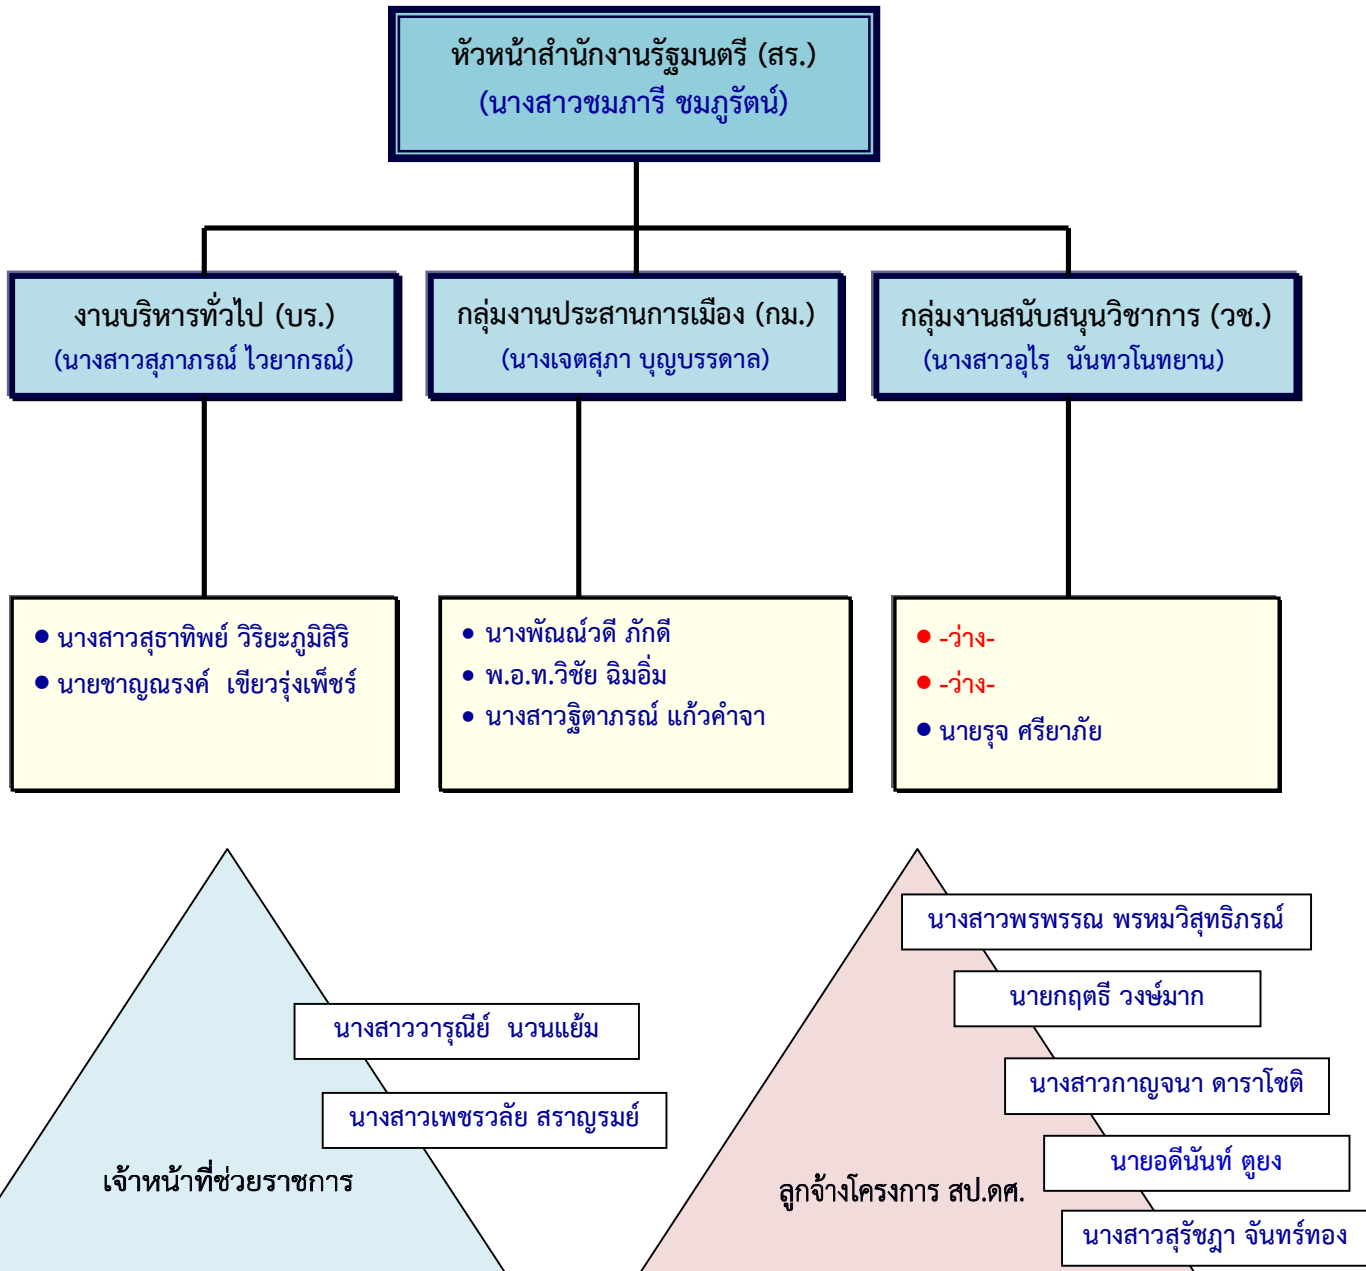 หัวหน้าสำนักงานรัฐมนตรี (สร.)
(นางสาวชมภารี ชมภูรัตน์)
งานบริหารทั่วไป (บร.)
(นางสาวสุภาภรณ์ ไวยากรณ์)
กลุ่มงานประสานการเมือง (กม.)
(นางเจตสุภา บุญบรรดาล)
กลุ่มงานสนับสนุนวิชาการ (วช.)
(นางสาวอุไร นันทวโนทยาน)
• นางสาวสุธาทิพย์ วิริยะภูมิสิริ
• นายชาญณรงค์ เขียวรุ่งเพ็ชร์
• นางพัณณ์วดี ภักดี
• พ.อ.ท.วิชัย ฉิมอิ่ม
• นางสาวฐิตาภรณ์ แก้วคำจา
• -ว่าง-
• -ว่าง-
• นายรุจ ศรียาภัย
นางสาววารุณีย์ นวนแย้ม
นางสาวเพชรวลัย สราญรมย์
เจ้าหน้าที่ช่วยราชการ
นางสาวพรพรรณ พรหมวิสุทธิภรณ์
นายกฤตธี วงษ์มาก
นางสาวกาญจนา ดาราโชติ
นายอดีนันท์ ตูยง
ลูกจ้างโครงการ สป.ดศ.
นางสาวสุรัชฎา จันทร์ทอง